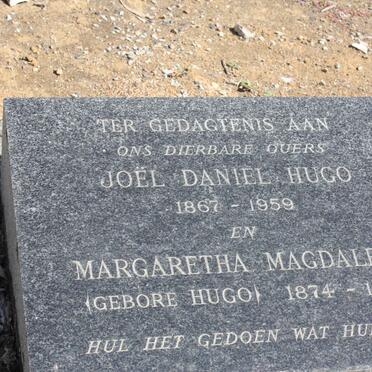 TER GEDAGTENIS AAN
ONS DIERBARE OUERS
JOËL DANIEL HUGO
1867 - 1959
EN
MARGARETHA MAGDALE
(GEBORE HUGO) 1874 - 1
HUL HET GEDOEN WAT HUL